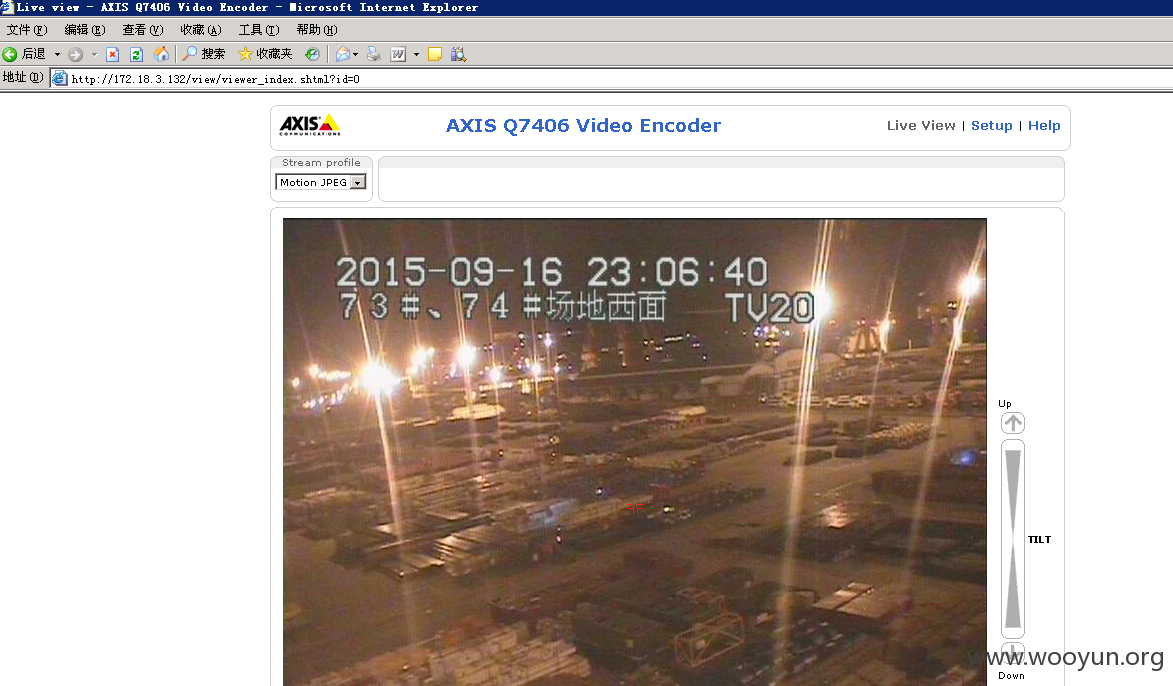 Live view - AXIS Q7406 Video Encoder - Microsoft Internet Explorer
文件(F) 编辑(E) 查看(V) 收藏(A) 工具(T) 帮助(H)
后退 搜索 收藏夹
地址(D) http://172.18.3.132/view/viewer_index.shtml?id=0
AXIS COMMUNICATIONS
AXIS Q7406 Video Encoder
Live View | Setup | Help
Stream profile
Motion JPEG
2015-09-16 23:06:40
73#、74#场地西面 TV20
Up
TILT
www.wooyun.org
Down